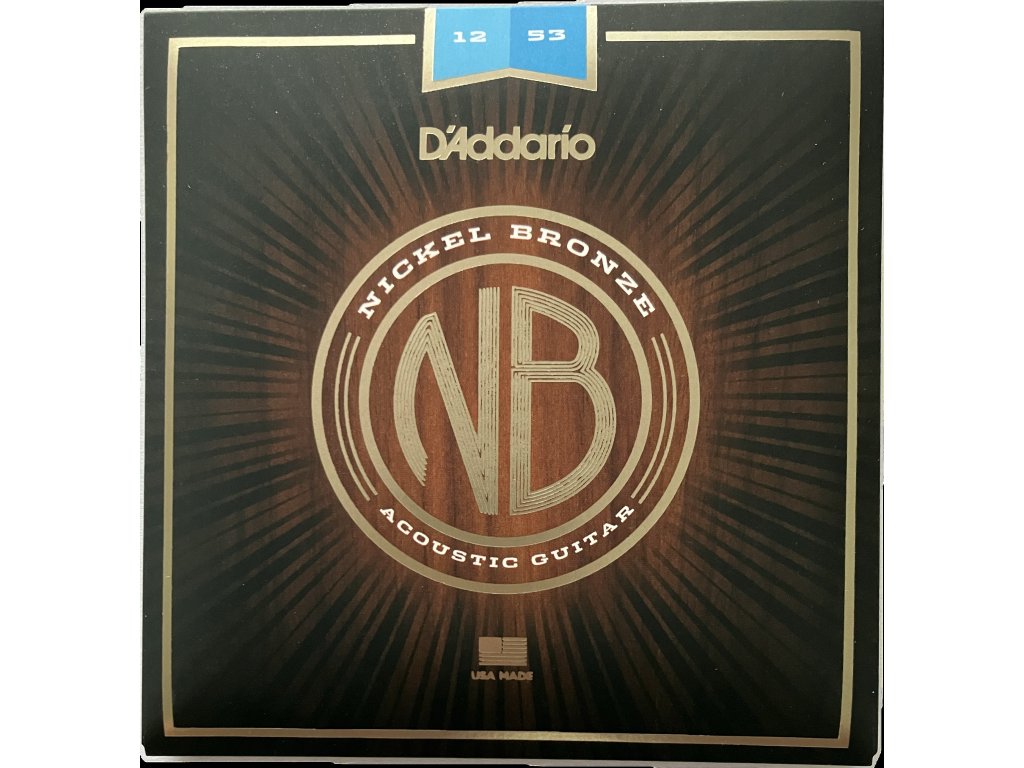 12 53
D'Addario
NICKEL BRONZE
NB
ACOUSTIC GUITAR
USA MADE